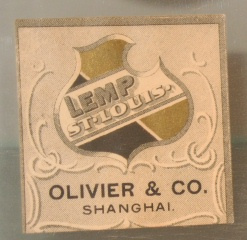 LEMP
ST. LOUIS.
OLIVIER & CO.
SHANGHAI.